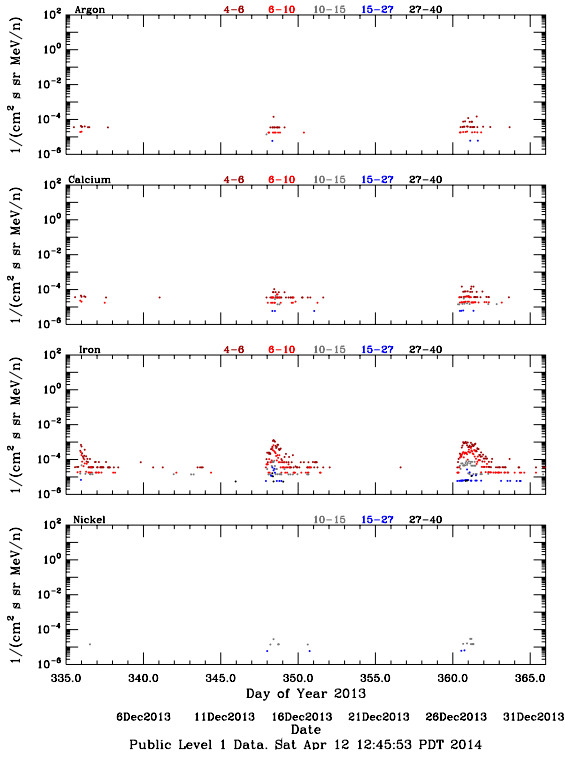 Argon 4-6 6-10 10-15 15-27 27-40
10² 10⁰ 10⁻² 10⁻⁴ 10⁻⁶
1/(cm² s sr MeV/n)
Calcium 4-6 6-10 10-15 15-27 27-40
10² 10⁰ 10⁻² 10⁻⁴ 10⁻⁶
1/(cm² s sr MeV/n)
Iron 4-6 6-10 10-15 15-27 27-40
10² 10⁰ 10⁻² 10⁻⁴ 10⁻⁶
1/(cm² s sr MeV/n)
Nickel 10-15 15-27 27-40
10² 10⁰ 10⁻² 10⁻⁴ 10⁻⁶
1/(cm² s sr MeV/n)
335.0 340.0 345.0 350.0 355.0 360.0 365.0
Day of Year 2013
6Dec2013 11Dec2013 16Dec2013 21Dec2013 26Dec2013 31Dec2013
Date
Public Level 1 Data. Sat Apr 12 12:45:53 PDT 2014